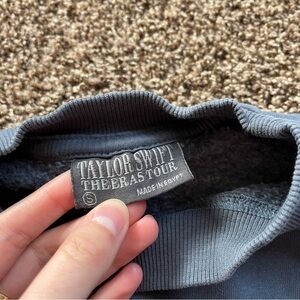 TAYLOR SWIFT
THE ERAS TOUR
S
MADE IN EGYPT